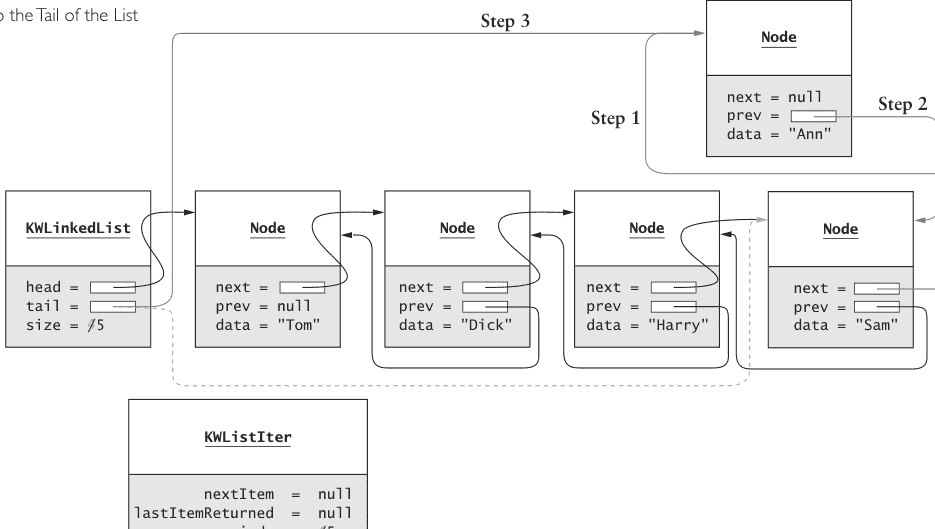 o the Tail of the List
Step 3
Node
next = null
prev =
data = "Ann"
Step 1
Step 2
KWLinkedList
head =
tail =
size = 5
Node
next =
prev = null
data = "Tom"
Node
next =
prev =
data = "Dick"
Node
next =
prev =
data = "Harry"
Node
next =
prev =
data = "Sam"
KWListIter
nextItem = null
lastItemReturned = null